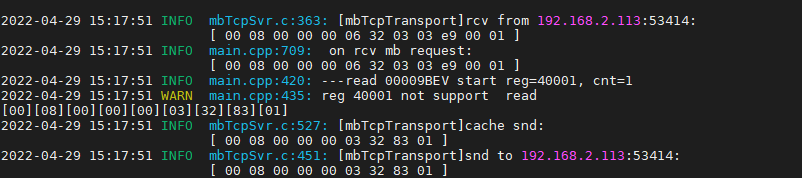 2022-04-29 15:17:51 INFO  mbTcpSvr.c:363: [mbTcpTransport]rcv from 192.168.2.113:53414:
[ 00 08 00 00 00 06 32 03 03 e9 00 01 ]
2022-04-29 15:17:51 INFO  main.cpp:709:  on rcv mb request:
[ 00 08 00 00 00 06 32 03 03 e9 00 01 ]
2022-04-29 15:17:51 INFO  main.cpp:420: ---read 00009BEV start reg=40001, cnt=1
2022-04-29 15:17:51 WARN  main.cpp:435: reg 40001 not support  read
[00][08][00][00][00][03][32][83][01]
2022-04-29 15:17:51 INFO  mbTcpSvr.c:527: [mbTcpTransport]cache snd:
[ 00 08 00 00 00 03 32 83 01 ]
2022-04-29 15:17:51 INFO  mbTcpSvr.c:451: [mbTcpTransport]snd to 192.168.2.113:53414:
[ 00 08 00 00 00 03 32 83 01 ]